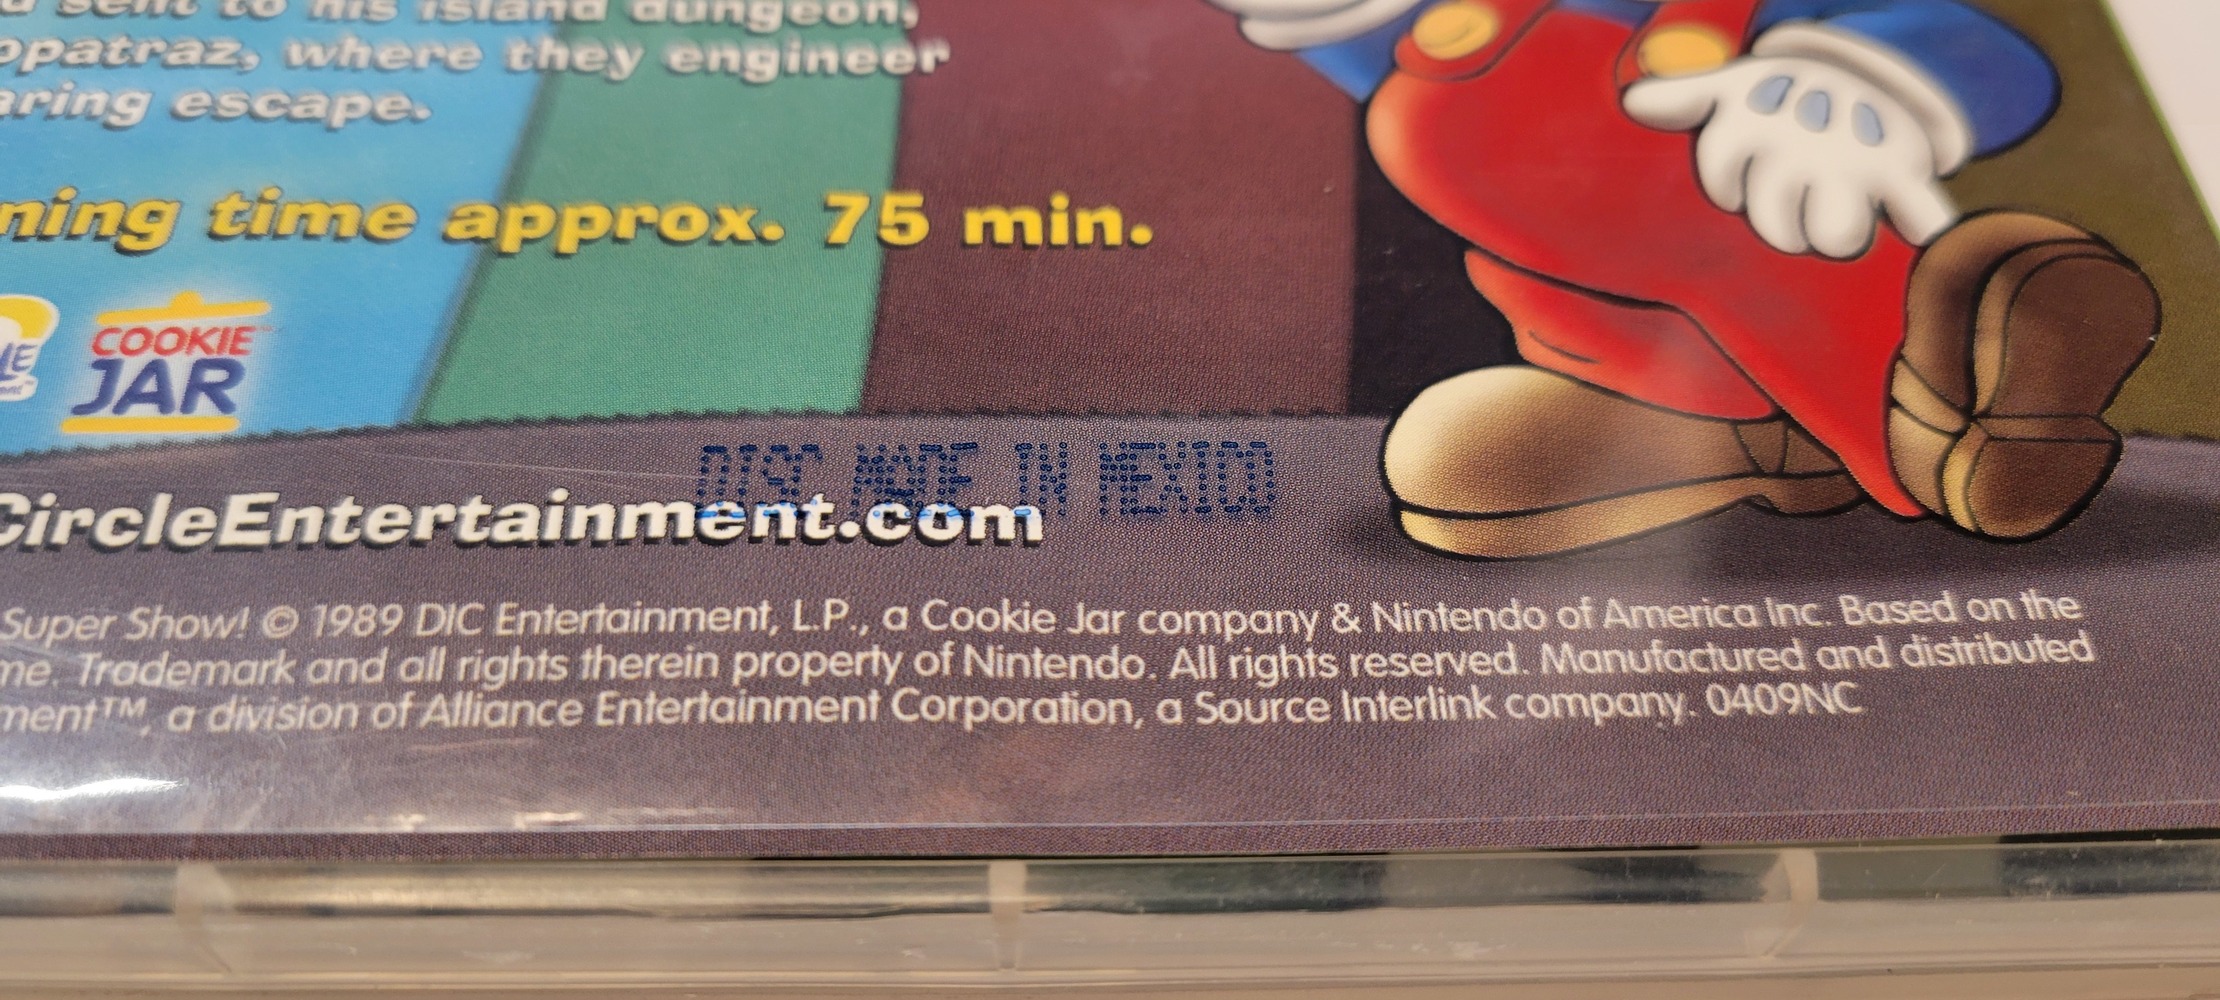 sent to his island dungeon,
opatraz, where they engineer
aring escape.
ning time approx. 75 min.
COOKIE™
JAR
DISC MADE IN MEXICO
CircleEntertainment.com
Super Show! © 1989 DIC Entertainment, L.P., a Cookie Jar company & Nintendo of America Inc. Based on the
me. Trademark and all rights therein property of Nintendo. All rights reserved. Manufactured and distributed
ment™, a division of Alliance Entertainment Corporation, a Source Interlink company. 0409NC